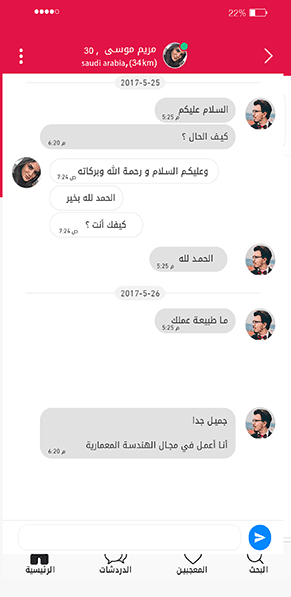 22%
مريم موسى , 30
saudi arabia,(34km)
2017-5-25
السلام عليكم
5:25 م
كيف الحال ؟
6:20 م
وعليكم السلام و رحمة الله وبركاته
7:24 ص
الحمد لله بخير
كيفك أنت ؟
7:26 ص
الحمد لله
5:25 م
2017-5-26
ما طبيعة عملك
5:25 م
جميل جدا
أنا أعمل في مجال الهندسة المعمارية
6:20 م
الرئيسية
الدردشات
المعجبين
البحث